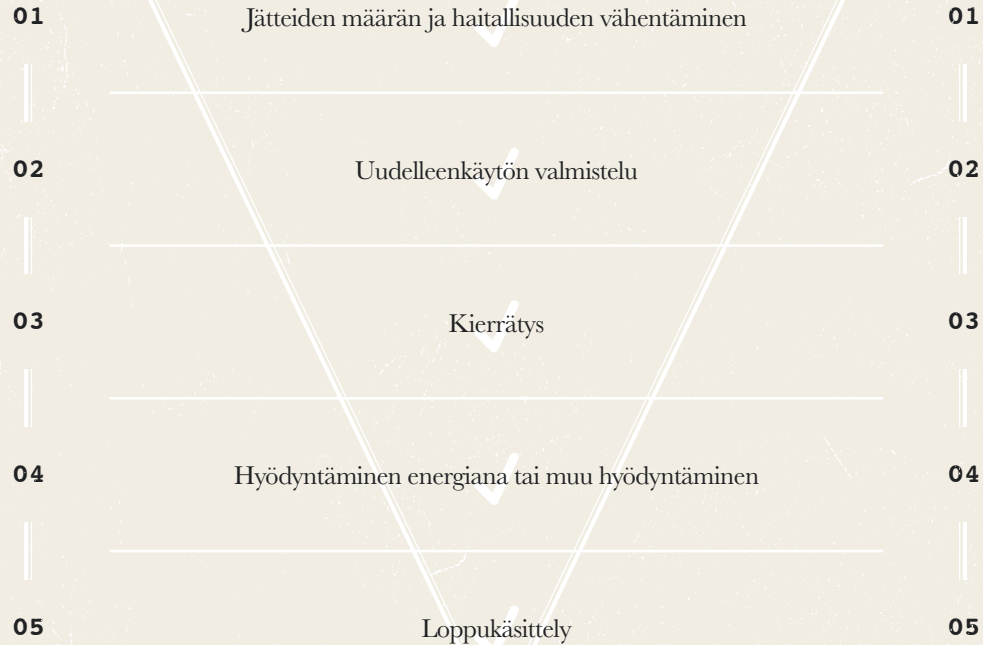 01 Jätteiden määrän ja haitallisuuden vähentäminen 01
02 Uudelleenkäytön valmistelu 02
03 Kierrätys 03
04 Hyödyntäminen energiana tai muu hyödyntäminen 04
05 Loppukäsittely 05